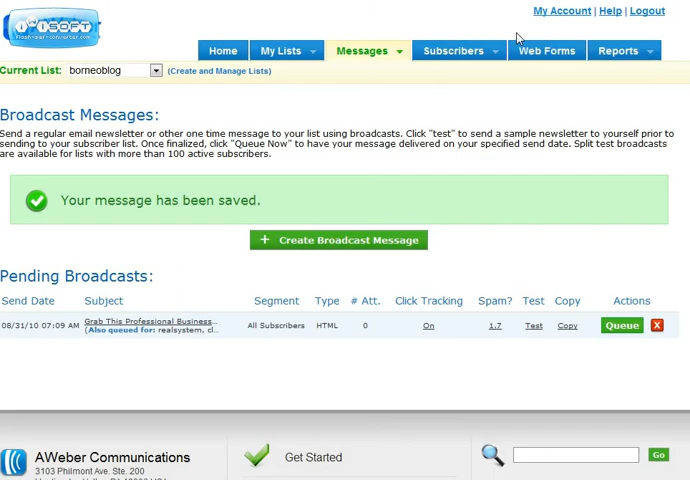 My Account | Help | Logout
Home My Lists Messages Subscribers Web Forms Reports
Current List: borneoblog (Create and Manage Lists)
Broadcast Messages:
Send a regular email newsletter or other one time message to your list using broadcasts. Click "test" to send a sample newsletter to yourself prior to
sending to your subscriber list. Once finalized, click "Queue Now" to have your message delivered on your specified send date. Split test broadcasts
are available for lists with more than 100 active subscribers.
Your message has been saved.
+ Create Broadcast Message
Pending Broadcasts:
Send Date Subject Segment Type # Att. Click Tracking Spam? Test Copy Actions
08/31/10 07:09 AM Grab This Professional Business... All Subscribers HTML 0 On 1.7 Test Copy Queue X
(Also queued for: realsystem, cl...
AWeber Communications Get Started Go
3103 Philmont Ave. Ste. 200